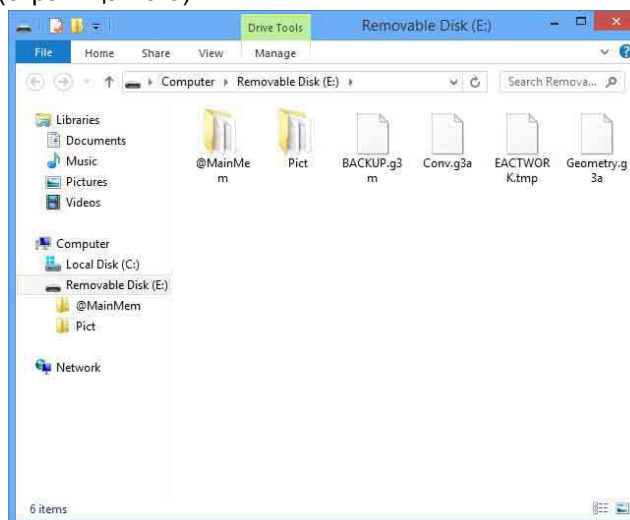 Drive Tools
Removable Disk (E:)
File Home Share View Manage
Computer Removable Disk (E:)
Search Remova...
Libraries
Documents
Music
Pictures
Videos
Computer
Local Disk (C:)
Removable Disk (E:)
@MainMem
Pict
Network
@MainMe
m
Pict
BACKUP.g3
m
Conv.g3a
EACTWOR
K.tmp
Geometry.g
3a
6 items